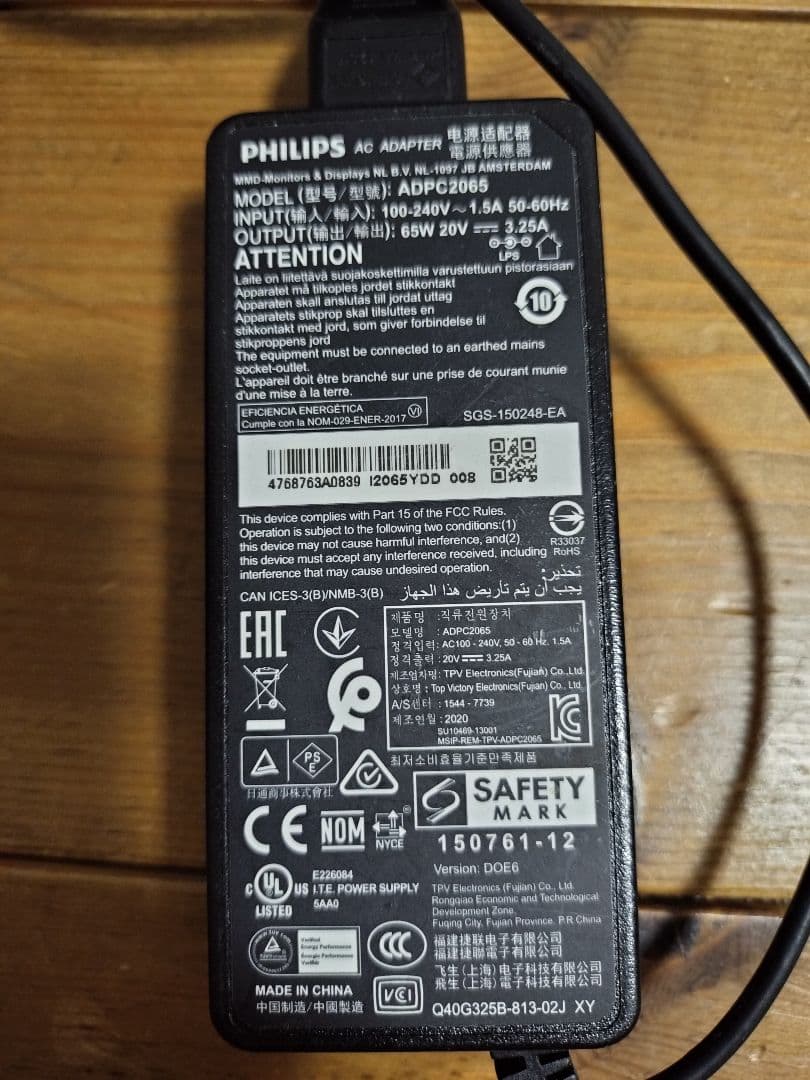 PHILIPS AC ADAPTER 电源适配器
電源供應器
MMD-Monitors & Displays NL B.V. NL-1097 JB AMSTERDAM
MODEL (型号/型號): ADPC2065
INPUT(输入/輸入): 100-240V～1.5A 50-60Hz
OUTPUT(输出/輸出): 65W 20V ⎓ 3.25A
LPS
ATTENTION
Laite on liitettävä suojakoskettimilla varustettuun pistorasiaan
Apparatet må tilkoples jordet stikkontakt
Apparaten skall anslutas till jordat uttag
Apparatets stikprop skal tilsluttes en
stikkontakt med jord, som giver forbindelse til
stikproppens jord
10
The equipment must be connected to an earthed mains
socket-outlet.
L'appareil doit être branché sur une prise de courant munie
d'une mise à la terre.
EFICIENCIA ENERGÉTICA
Cumple con la NOM-029-ENER-2017 VI
SGS-150248-EA
4768763A0839 I2065YDD 008
This device complies with Part 15 of the FCC Rules.
Operation is subject to the following two conditions:(1)
this device may not cause harmful interference, and(2)
this device must accept any interference received, including
interference that may cause undesired operation.
R33037
RoHS
تحذير:
يجب أن يتم تأريض هذا الجهاز
CAN ICES-3(B)/NMB-3(B)
EAC
제품명 :직류전원장치
모델명 : ADPC2065
정격입력: AC100 - 240V, 50 - 60 Hz, 1.5A
정격출력 : 20V ⎓ 3.25A
제조업자명: TPV Electronics(Fujian) Co.,Ltd.
상호명 : Top Victory Electronics(Fujian) Co., Ltd.
A/S센터 : 1544 - 7739
제조연월 : 2020
SU10469-13001
MSIP-REM-TPV-ADPC2065
최저소비효율기준만족제품
PS
E
日通商事株式会社
SAFETY
MARK
150761-12
CE NOM
NYCE
Version: DOE6
C UL US
LISTED
E226084
I.T.E. POWER SUPPLY
5AA0
TPV Electronics (Fujian) Co., Ltd.
Rongqiao Economic and Technological
Development Zone,
Fuqing City, Fujian Province, P.R China
Verified
Energy Performance
Énergie Performance
Vérifiée
CCC
福建捷联电子有限公司
福建捷聯電子有限公司
飞生(上海)电子科技有限公司
飛生(上海)電子科技有限公司
MADE IN CHINA
中国制造/中國製造
VCI
Q40G325B-813-02J XY